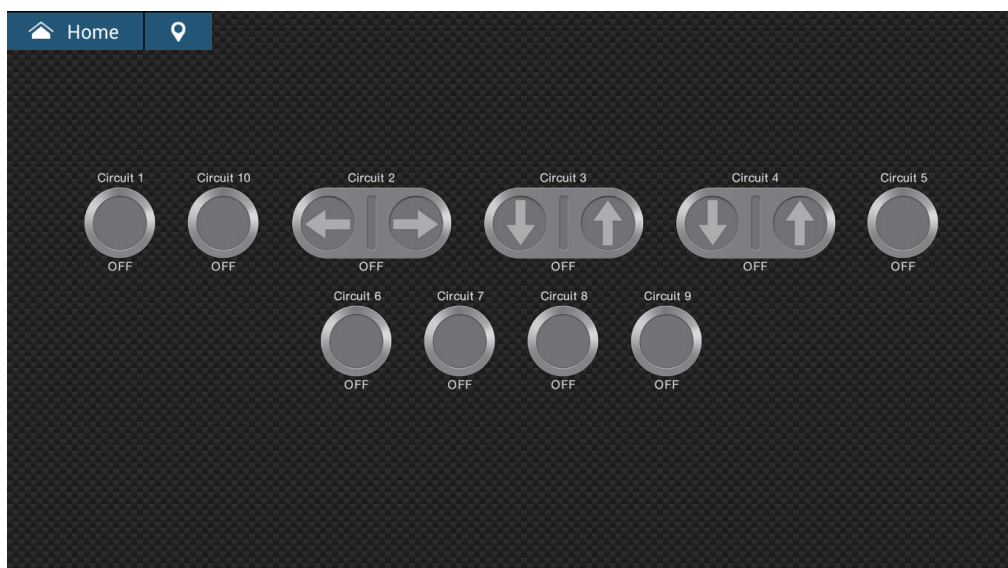 Home
Circuit 1 Circuit 10 Circuit 2 Circuit 3 Circuit 4 Circuit 5
OFF OFF OFF OFF OFF OFF
Circuit 6 Circuit 7 Circuit 8 Circuit 9
OFF OFF OFF OFF